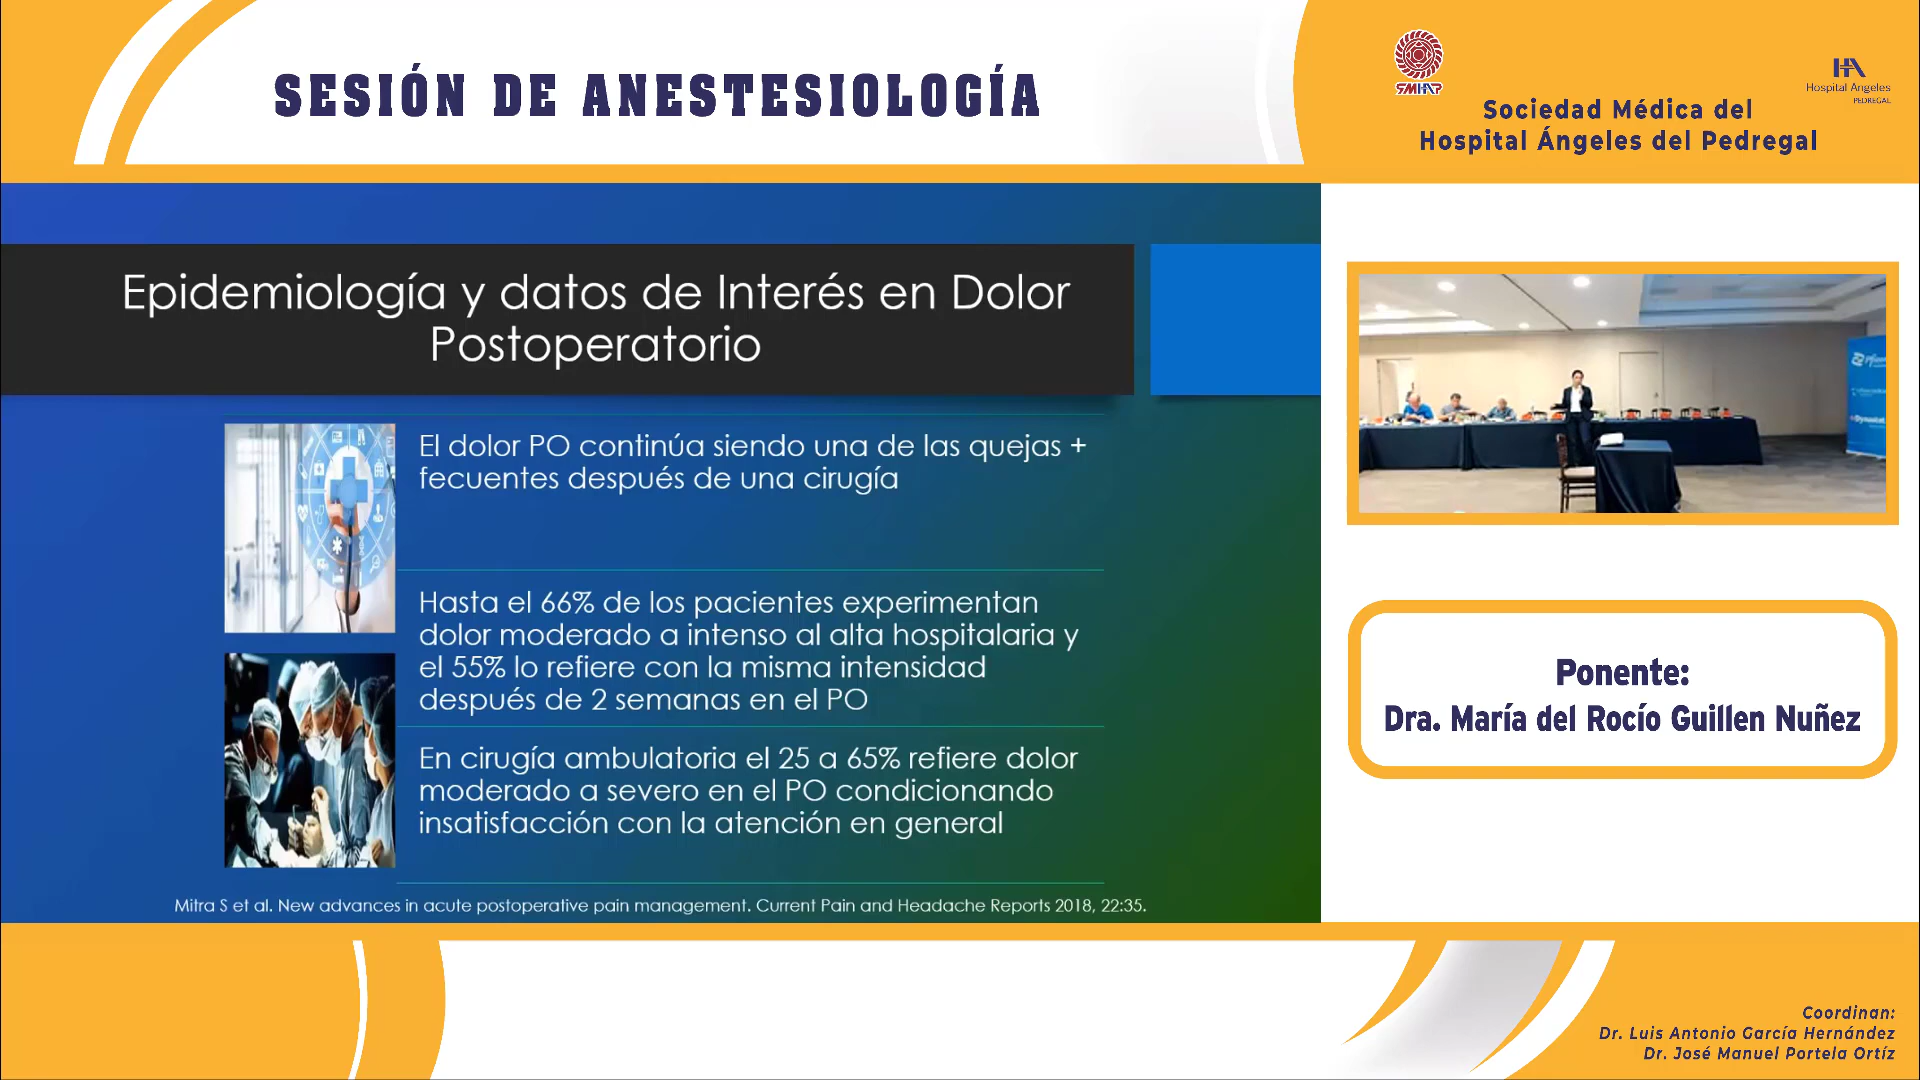 SESIÓN DE ANESTESIOLOGÍA
SMHAP
Hospital Angeles
PEDREGAL
Sociedad Médica del
Hospital Ángeles del Pedregal
Epidemiología y datos de Interés en Dolor
Postoperatorio
El dolor PO continúa siendo una de las quejas +
fecuentes después de una cirugía
Hasta el 66% de los pacientes experimentan
dolor moderado a intenso al alta hospitalaria y
el 55% lo refiere con la misma intensidad
después de 2 semanas en el PO
En cirugía ambulatoria el 25 a 65% refiere dolor
moderado a severo en el PO condicionando
insatisfacción con la atención en general
Mitra S et al. New advances in acute postoperative pain management. Current Pain and Headache Reports 2018, 22:35.
Ponente:
Dra. María del Rocío Guillen Nuñez
Coordinan:
Dr. Luis Antonio García Hernández
Dr. José Manuel Portela Ortíz